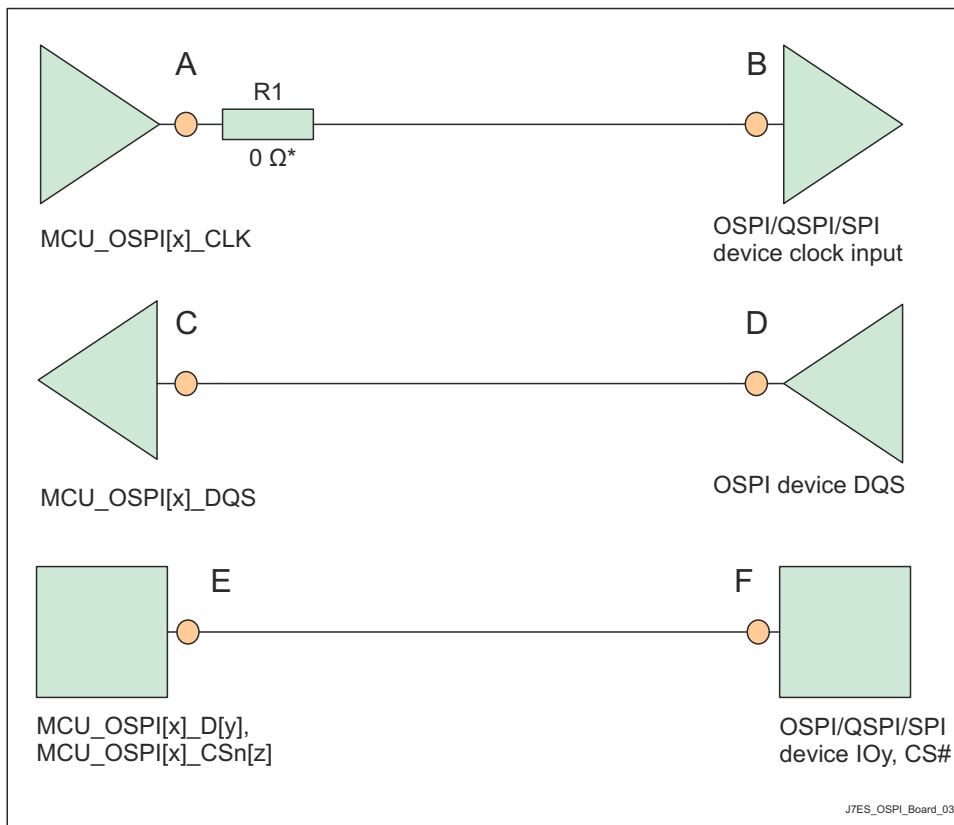 A
B
R1
0 Ω*
MCU_OSPI[x]_CLK
OSPI/QSPI/SPI
device clock input
C
D
MCU_OSPI[x]_DQS
OSPI device DQS
E
F
MCU_OSPI[x]_D[y],
MCU_OSPI[x]_CSn[z]
OSPI/QSPI/SPI
device IOy, CS#
J7ES_OSPI_Board_03